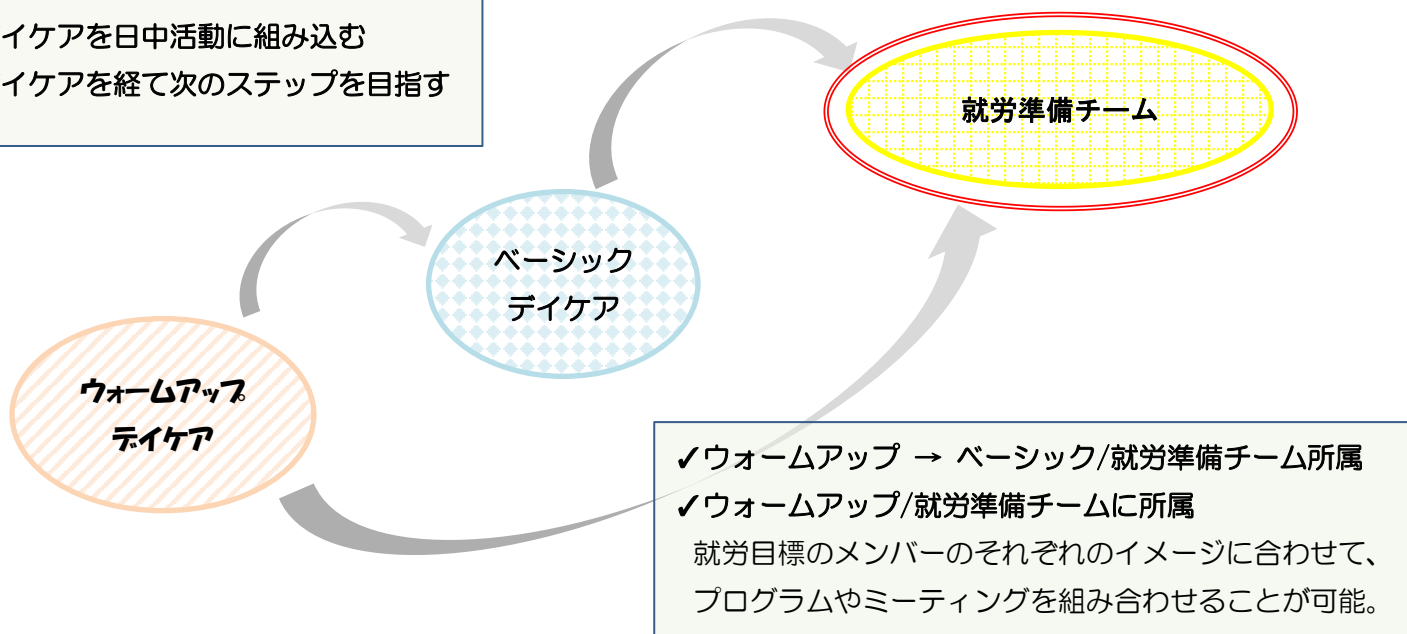 イケアを日中活動に組み込む
イケアを経て次のステップを目指す
就労準備チーム
ベーシック
デイケア
ウォームアップ
デイケア
✓ウォームアップ → ベーシック/就労準備チーム所属
✓ウォームアップ/就労準備チームに所属
就労目標のメンバーのそれぞれのイメージに合わせて、
プログラムやミーティングを組み合わせることが可能。